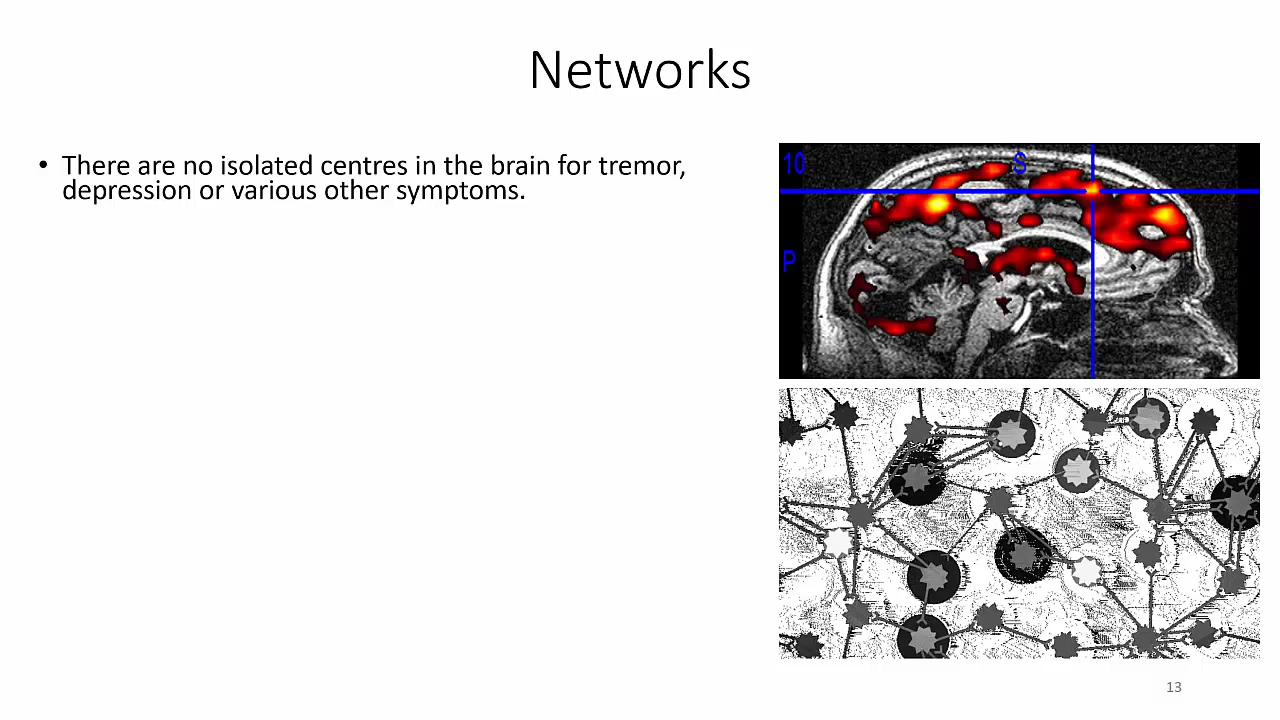 Networks
• There are no isolated centres in the brain for tremor,
depression or various other symptoms.
10
S
P
13